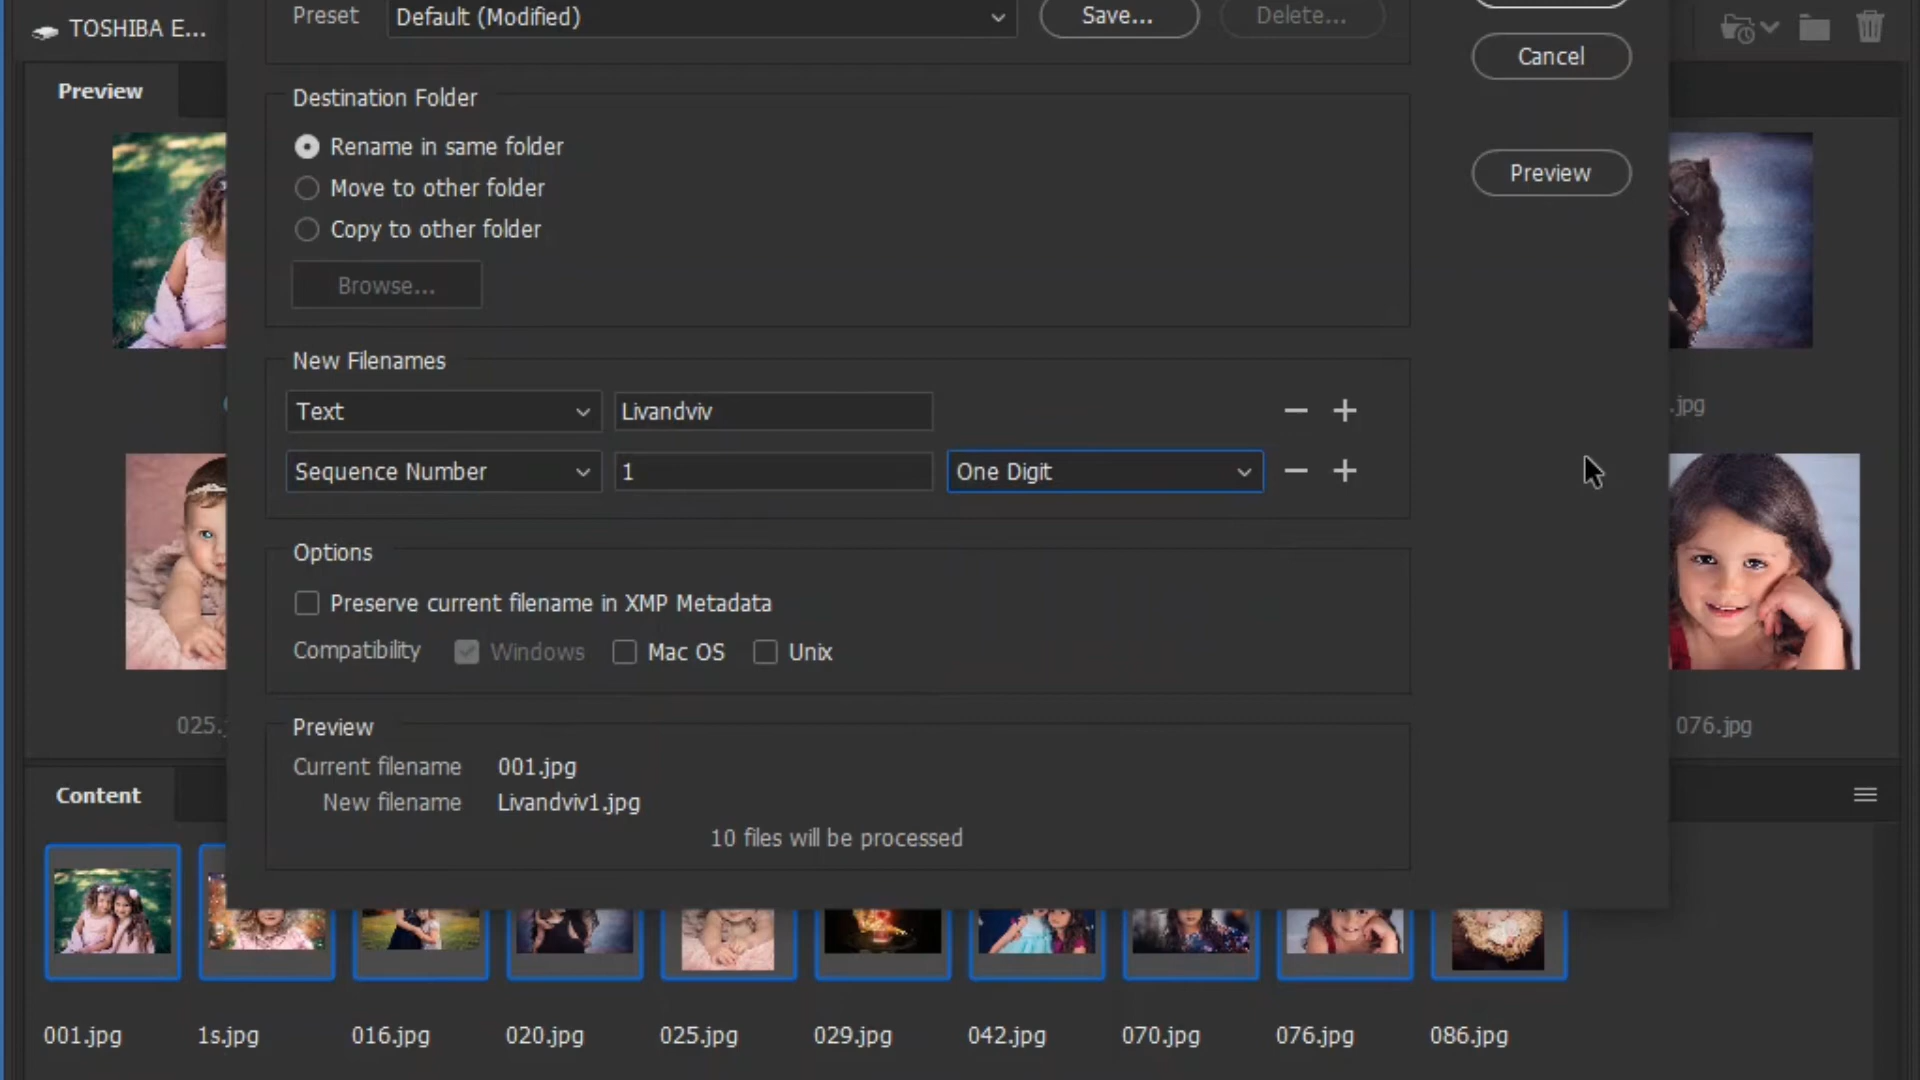 TOSHIBA E...
Preset Default (Modified) Save... Delete...
Cancel
Preview
Destination Folder
Rename in same folder
Preview
Move to other folder
Copy to other folder
Browse...
New Filenames
Text Livandviv
.jpg
Sequence Number 1 One Digit
Options
Preserve current filename in XMP Metadata
Compatibility Windows Mac OS Unix
025.
076.jpg
Preview
Current filename 001.jpg
New filename Livandviv1.jpg
Content
10 files will be processed
001.jpg 1s.jpg 016.jpg 020.jpg 025.jpg 029.jpg 042.jpg 070.jpg 076.jpg 086.jpg